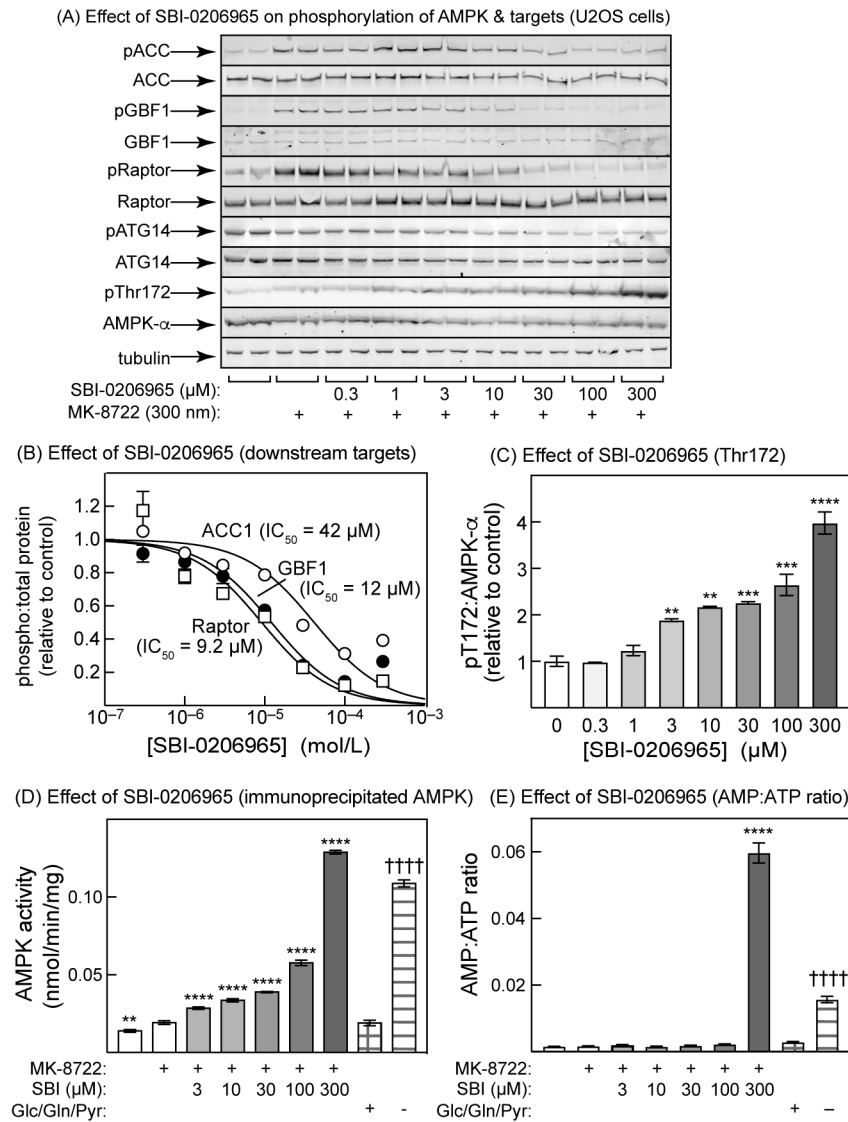 (A) Effect of SBI-0206965 on phosphorylation of AMPK & targets (U2OS cells)
pACC
ACC
pGBF1
GBF1
pRaptor
Raptor
pATG14
ATG14
pThr172
AMPK-α
tubulin
SBI-0206965 (µM): 0.3 1 3 10 30 100 300
MK-8722 (300 nm): + + + + + + + +
(B) Effect of SBI-0206965 (downstream targets)
phospho:total protein
(relative to control)
1.2
1.0
0.8
0.6
0.4
0.2
ACC1 (IC50 = 42 µM)
GBF1
(IC50 = 12 µM)
Raptor
(IC50 = 9.2 µM)
10–7 10–6 10–5 10–4 10–3
[SBI-0206965] (mol/L)
(C) Effect of SBI-0206965 (Thr172)
pT172:AMPK-α
(relative to control)
4
3
2
1
** ** *** *** ****
0 0.3 1 3 10 30 100 300
[SBI-0206965] (µM)
(D) Effect of SBI-0206965 (immunoprecipitated AMPK)
AMPK activity
(nmol/min/mg)
0.10
0.05
** **** **** **** **** **** ††††
MK-8722: + + + + + +
SBI (µM): 3 10 30 100 300
Glc/Gln/Pyr: + -
(E) Effect of SBI-0206965 (AMP:ATP ratio)
AMP:ATP ratio
0.06
0.04
0.02
**** ††††
MK-8722: + + + + + +
SBI (µM): 3 10 30 100 300
Glc/Gln/Pyr: + –